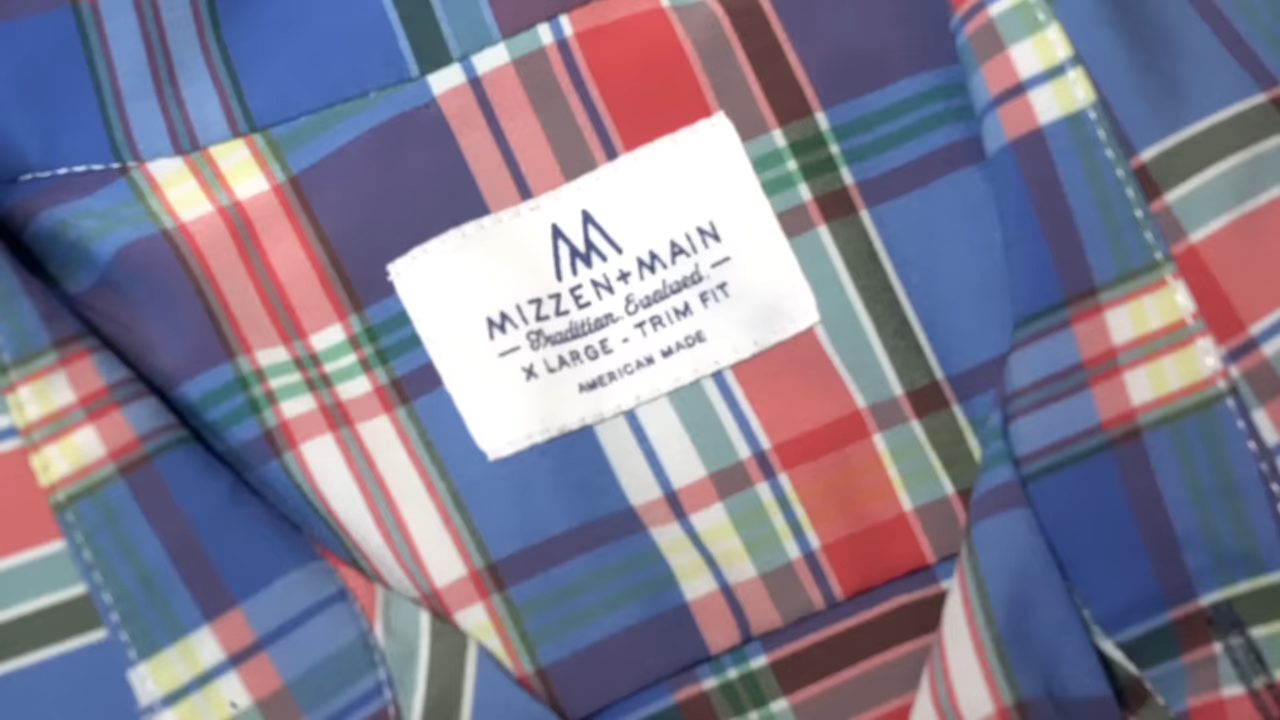 MIZZEN+MAIN
— Tradition. Evolved. —
X LARGE - TRIM FIT
AMERICAN MADE